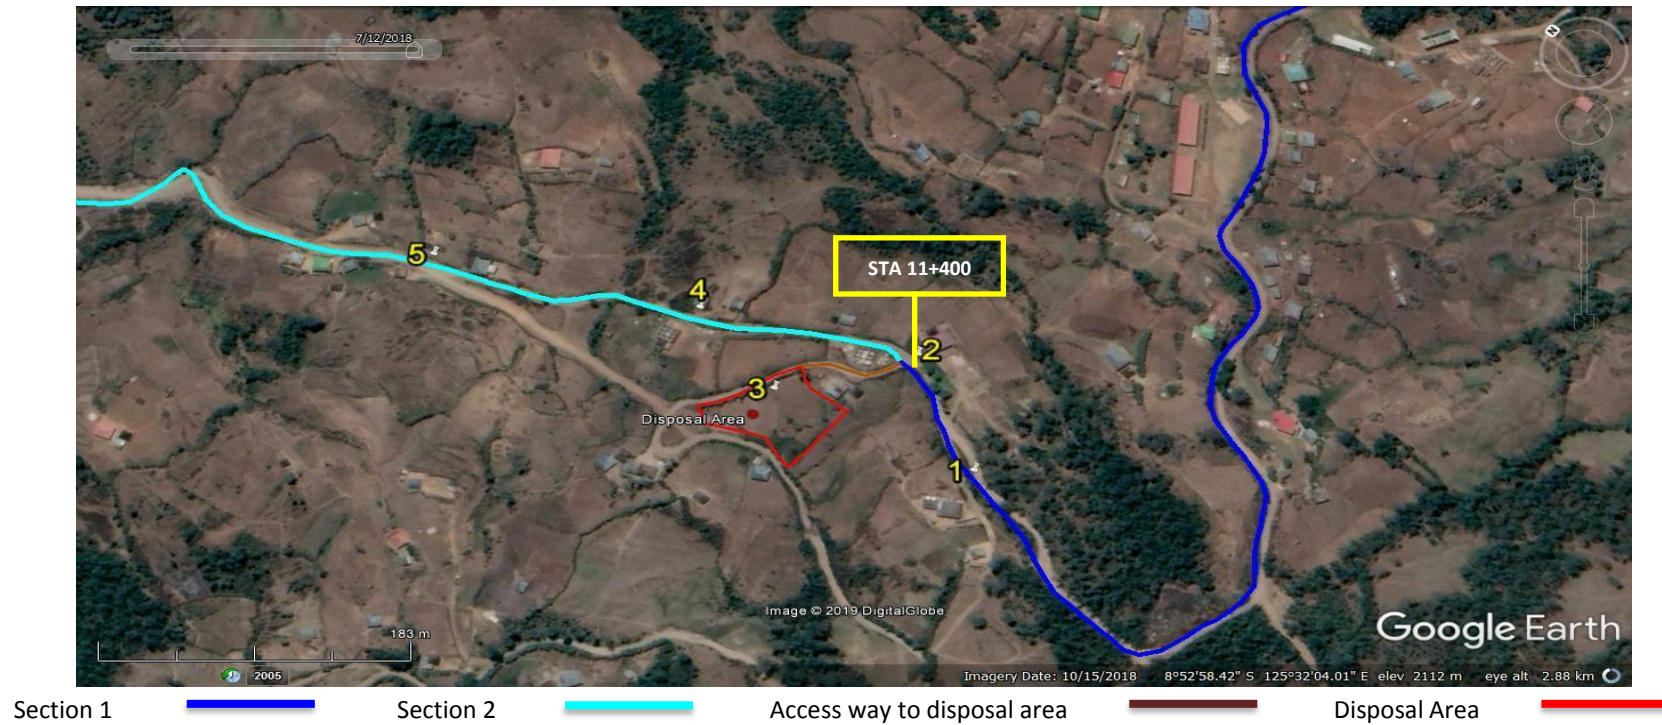 7/12/2018
N
5
4
STA 11+400
2
3
Disposal Area
1
Image © 2019 DigitalGlobe
Google Earth
183 m
2005
Imagery Date: 10/15/2018 8°52'58.42" S 125°32'04.01" E elev 2112 m eye alt 2.88 km
Section 1 Section 2 Access way to disposal area Disposal Area